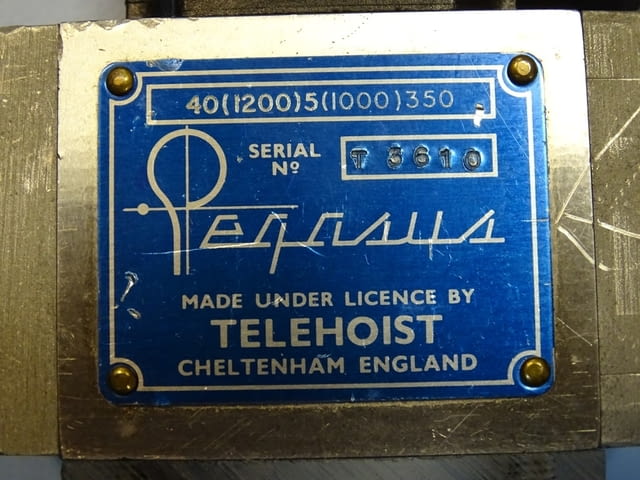 40(1200)5(1000)350
SERIAL Nº
T 3610
Pegasus
MADE UNDER LICENCE BY
TELEHOIST
CHELTENHAM ENGLAND